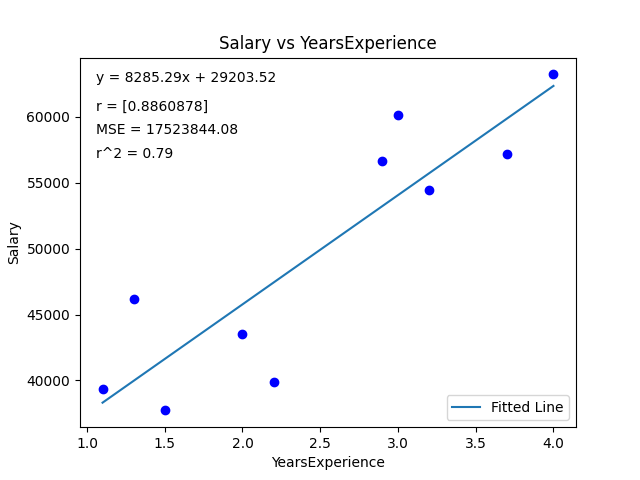 Salary vs YearsExperience
y = 8285.29x + 29203.52
r = [0.8860878]
MSE = 17523844.08
r^2 = 0.79
60000
55000
50000
45000
40000
Salary
Fitted Line
1.0 1.5 2.0 2.5 3.0 3.5 4.0
YearsExperience